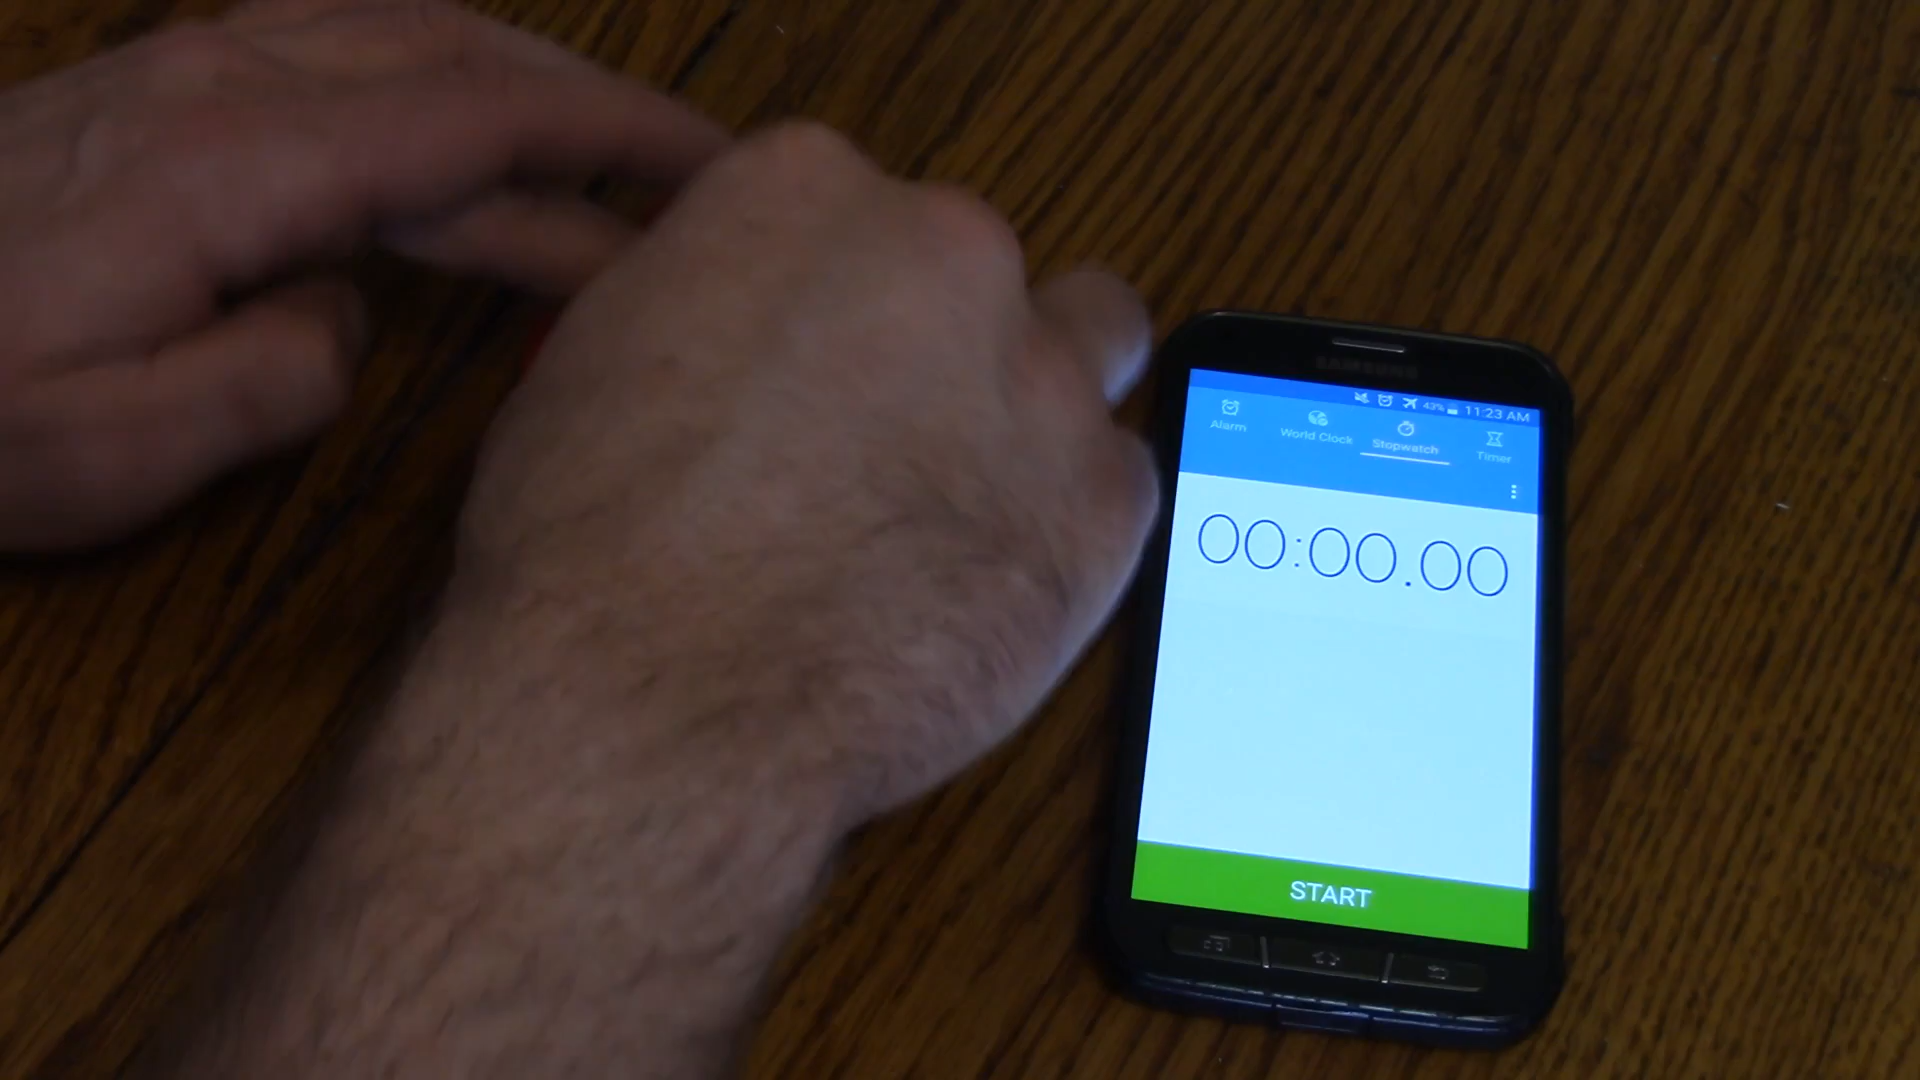 SAMSUNG
43% 11:23 AM
Alarm World Clock Stopwatch Timer
00:00.00
START